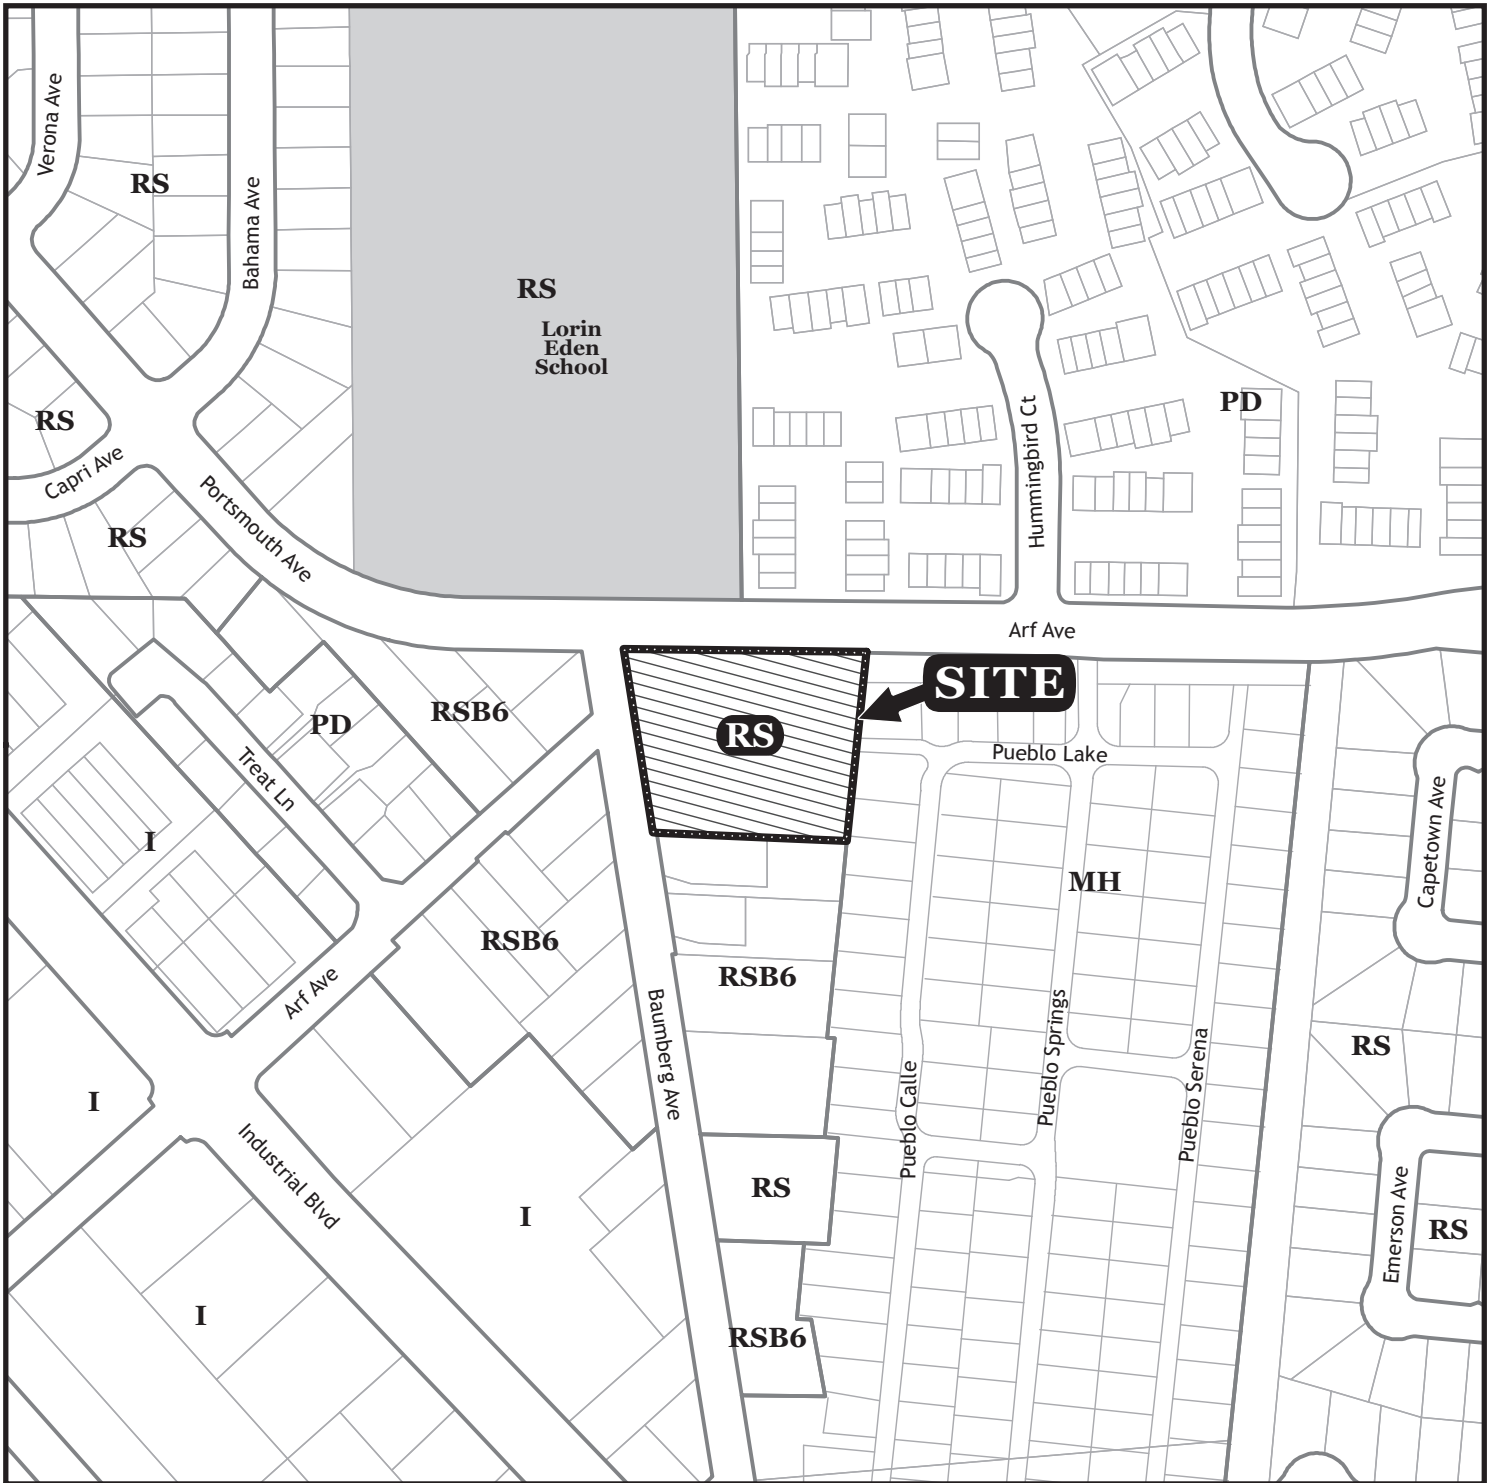 Verona Ave
RS
Bahama Ave
RS
Lorin
Eden
School
RS
Capri Ave
Portsmouth Ave
RS
Hummingbird Ct
PD
Arf Ave
SITE
RS
RSB6
PD
Treat Ln
I
Pueblo Lake
Capetown Ave
MH
RSB6
Arf Ave
RSB6
Baumberg Ave
Pueblo Calle
Pueblo Springs
Pueblo Serena
RS
I
Industrial Blvd
RS
I
Emerson Ave
RS
I
RSB6